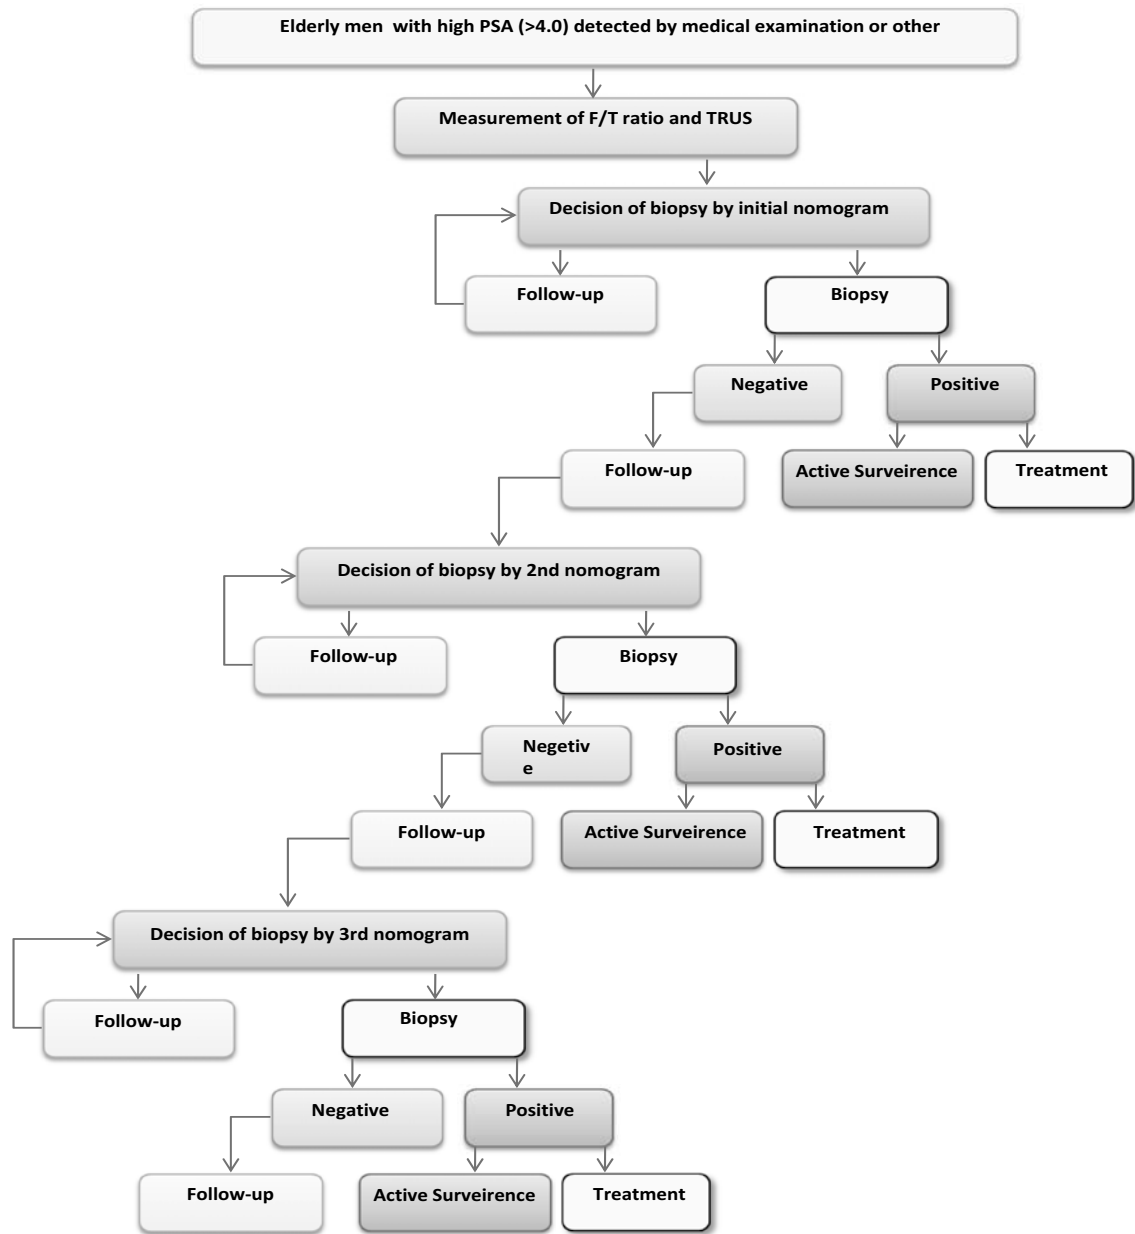 Elderly men with high PSA (>4.0) detected by medical examination or other
Measurement of F/T ratio and TRUS
Decision of biopsy by initial nomogram
Follow-up
Biopsy
Negative
Positive
Follow-up
Active Surveirence
Treatment
Decision of biopsy by 2nd nomogram
Follow-up
Biopsy
Negetiv
e
Positive
Follow-up
Active Surveirence
Treatment
Decision of biopsy by 3rd nomogram
Follow-up
Biopsy
Negative
Positive
Follow-up
Active Surveirence
Treatment